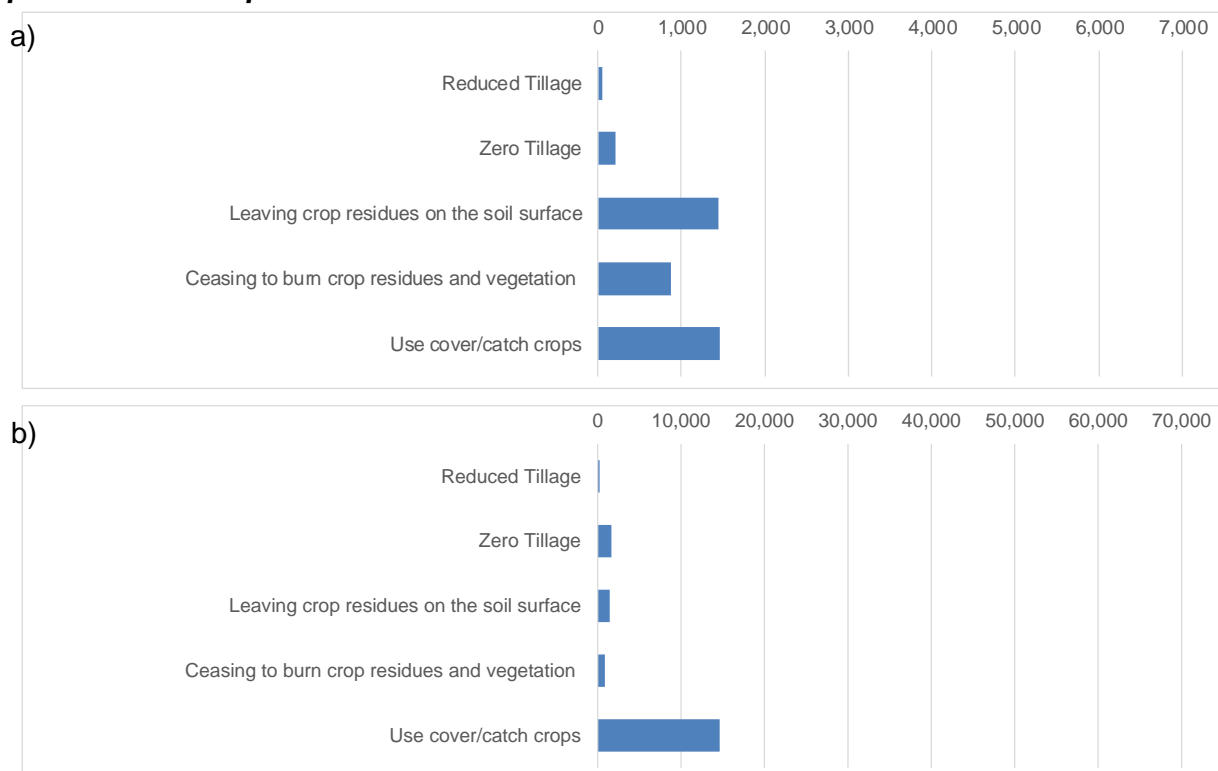 a)
0 1,000 2,000 3,000 4,000 5,000 6,000 7,000
Reduced Tillage
Zero Tillage
Leaving crop residues on the soil surface
Ceasing to burn crop residues and vegetation
Use cover/catch crops
b)
0 10,000 20,000 30,000 40,000 50,000 60,000 70,000
Reduced Tillage
Zero Tillage
Leaving crop residues on the soil surface
Ceasing to burn crop residues and vegetation
Use cover/catch crops